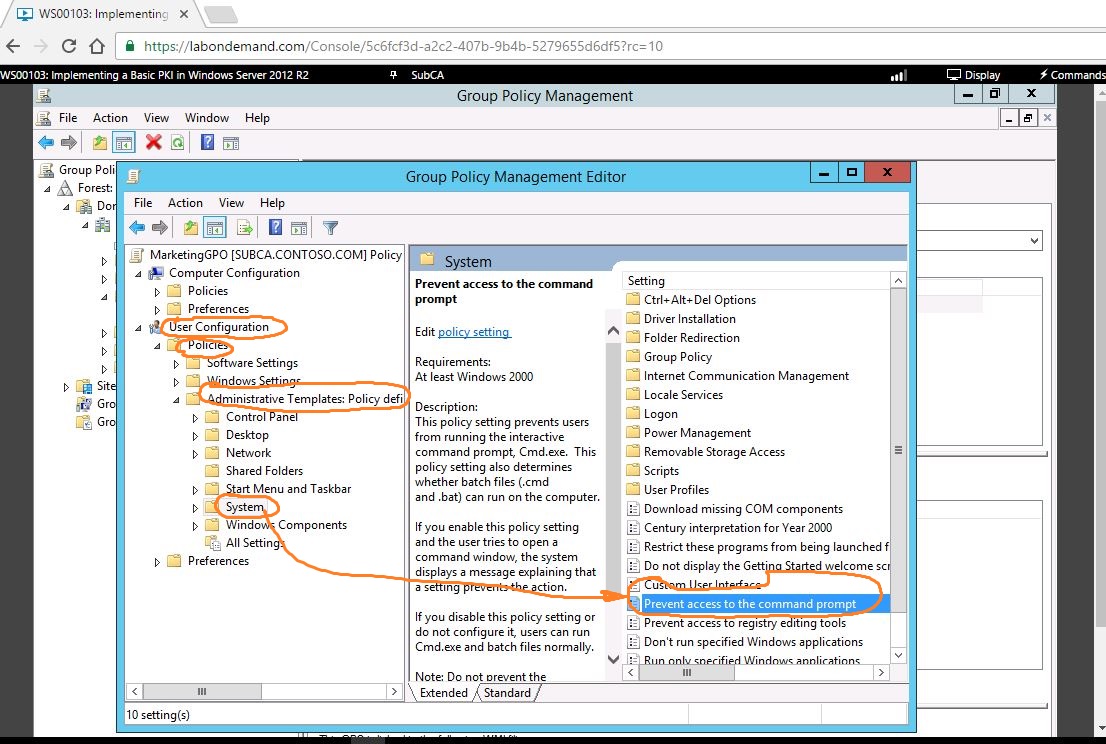 WS00103: Implementing
https://labondemand.com/Console/5c6fcf3d-a2c2-407b-9b4b-5279655d6df5?rc=10
WS00103: Implementing a Basic PKI in Windows Server 2012 R2 SubCA Display Commands
Group Policy Management
File Action View Window Help
Group Poli
Forest:
Dor
Site
Gro
Gro
Group Policy Management Editor
File Action View Help
MarketingGPO [SUBCA.CONTOSO.COM] Policy
Computer Configuration
Policies
Preferences
User Configuration
Policies
Software Settings
Windows Settings
Administrative Templates: Policy defi
Control Panel
Desktop
Network
Shared Folders
Start Menu and Taskbar
System
Windows Components
All Settings
Preferences
System
Prevent access to the command
prompt
Edit policy setting
Requirements:
At least Windows 2000
Description:
This policy setting prevents users
from running the interactive
command prompt, Cmd.exe. This
policy setting also determines
whether batch files (.cmd
and .bat) can run on the computer.
If you enable this policy setting
and the user tries to open a
command window, the system
displays a message explaining that
a setting prevents the action.
If you disable this policy setting or
do not configure it, users can run
Cmd.exe and batch files normally.
Note: Do not prevent the
Setting
Ctrl+Alt+Del Options
Driver Installation
Folder Redirection
Group Policy
Internet Communication Management
Locale Services
Logon
Power Management
Removable Storage Access
Scripts
User Profiles
Download missing COM components
Century interpretation for Year 2000
Restrict these programs from being launched f
Do not display the Getting Started welcome scr
Custom User Interface
Prevent access to the command prompt
Prevent access to registry editing tools
Don't run specified Windows applications
Run only specified Windows applications
Extended Standard
10 setting(s)